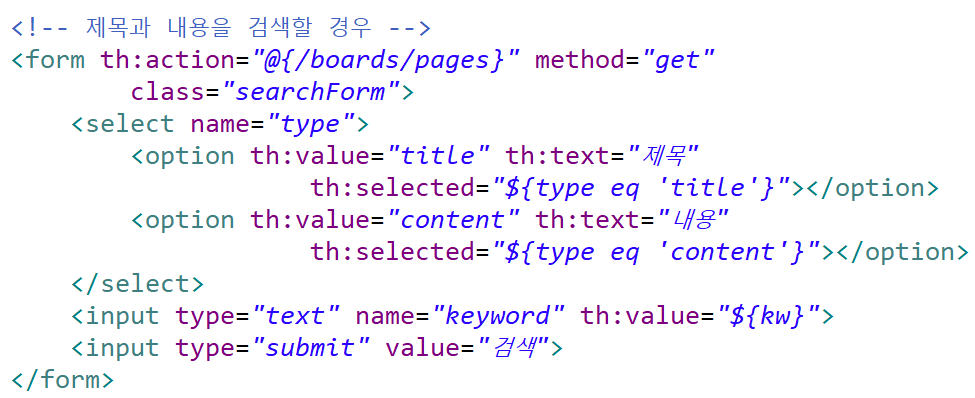 <!-- 제목과 내용을 검색할 경우 -->
<form th:action="@{/boards/pages}" method="get"
class="searchForm">
<select name="type">
<option th:value="title" th:text="제목"
th:selected="${type eq 'title'}"></option>
<option th:value="content" th:text="내용"
th:selected="${type eq 'content'}"></option>
</select>
<input type="text" name="keyword" th:value="${kw}">
<input type="submit" value="검색">
</form>